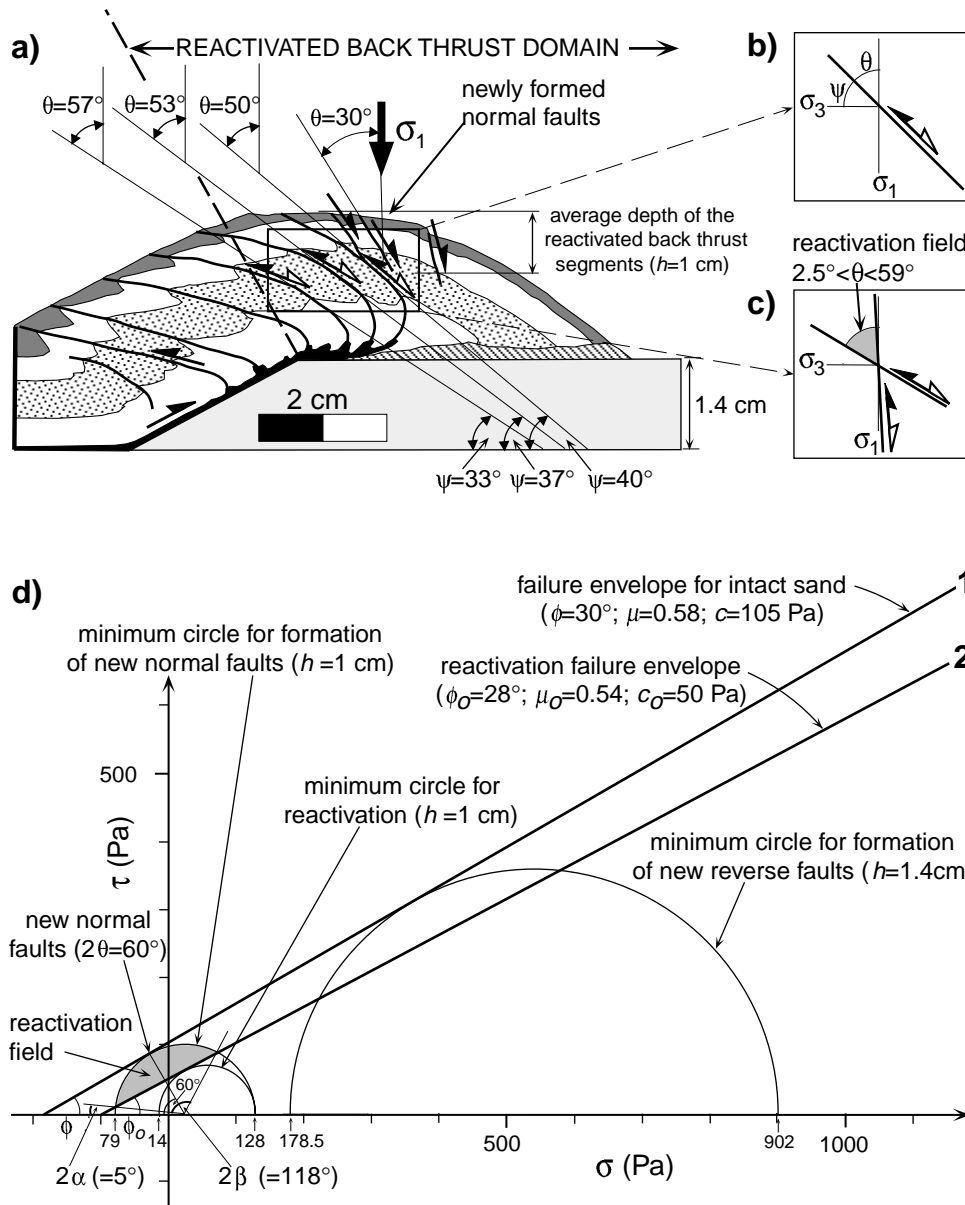 a)
REACTIVATED BACK THRUST DOMAIN
θ=57°
θ=53°
θ=50°
θ=30°
σ1
newly formed
normal faults
average depth of the
reactivated back thrust
segments (h=1 cm)
2 cm
1.4 cm
ψ=33°
ψ=37°
ψ=40°
b)
θ
ψ
σ3
σ1
reactivation field
2.5°<θ<59°
c)
σ3
σ1
d)
failure envelope for intact sand
(ϕ=30°; μ=0.58; c=105 Pa)
1
reactivation failure envelope
(ϕo=28°; μo=0.54; co=50 Pa)
2
minimum circle for formation
of new normal faults (h =1 cm)
500
minimum circle for
reactivation (h =1 cm)
minimum circle for formation
of new reverse faults (h=1.4cm
τ (Pa)
new normal
faults (2θ=60°)
reactivation
field
60°
ϕ
79
ϕo
14
128
178.5
500
902
1000
σ (Pa)
2α (=5°)
2β (=118°)